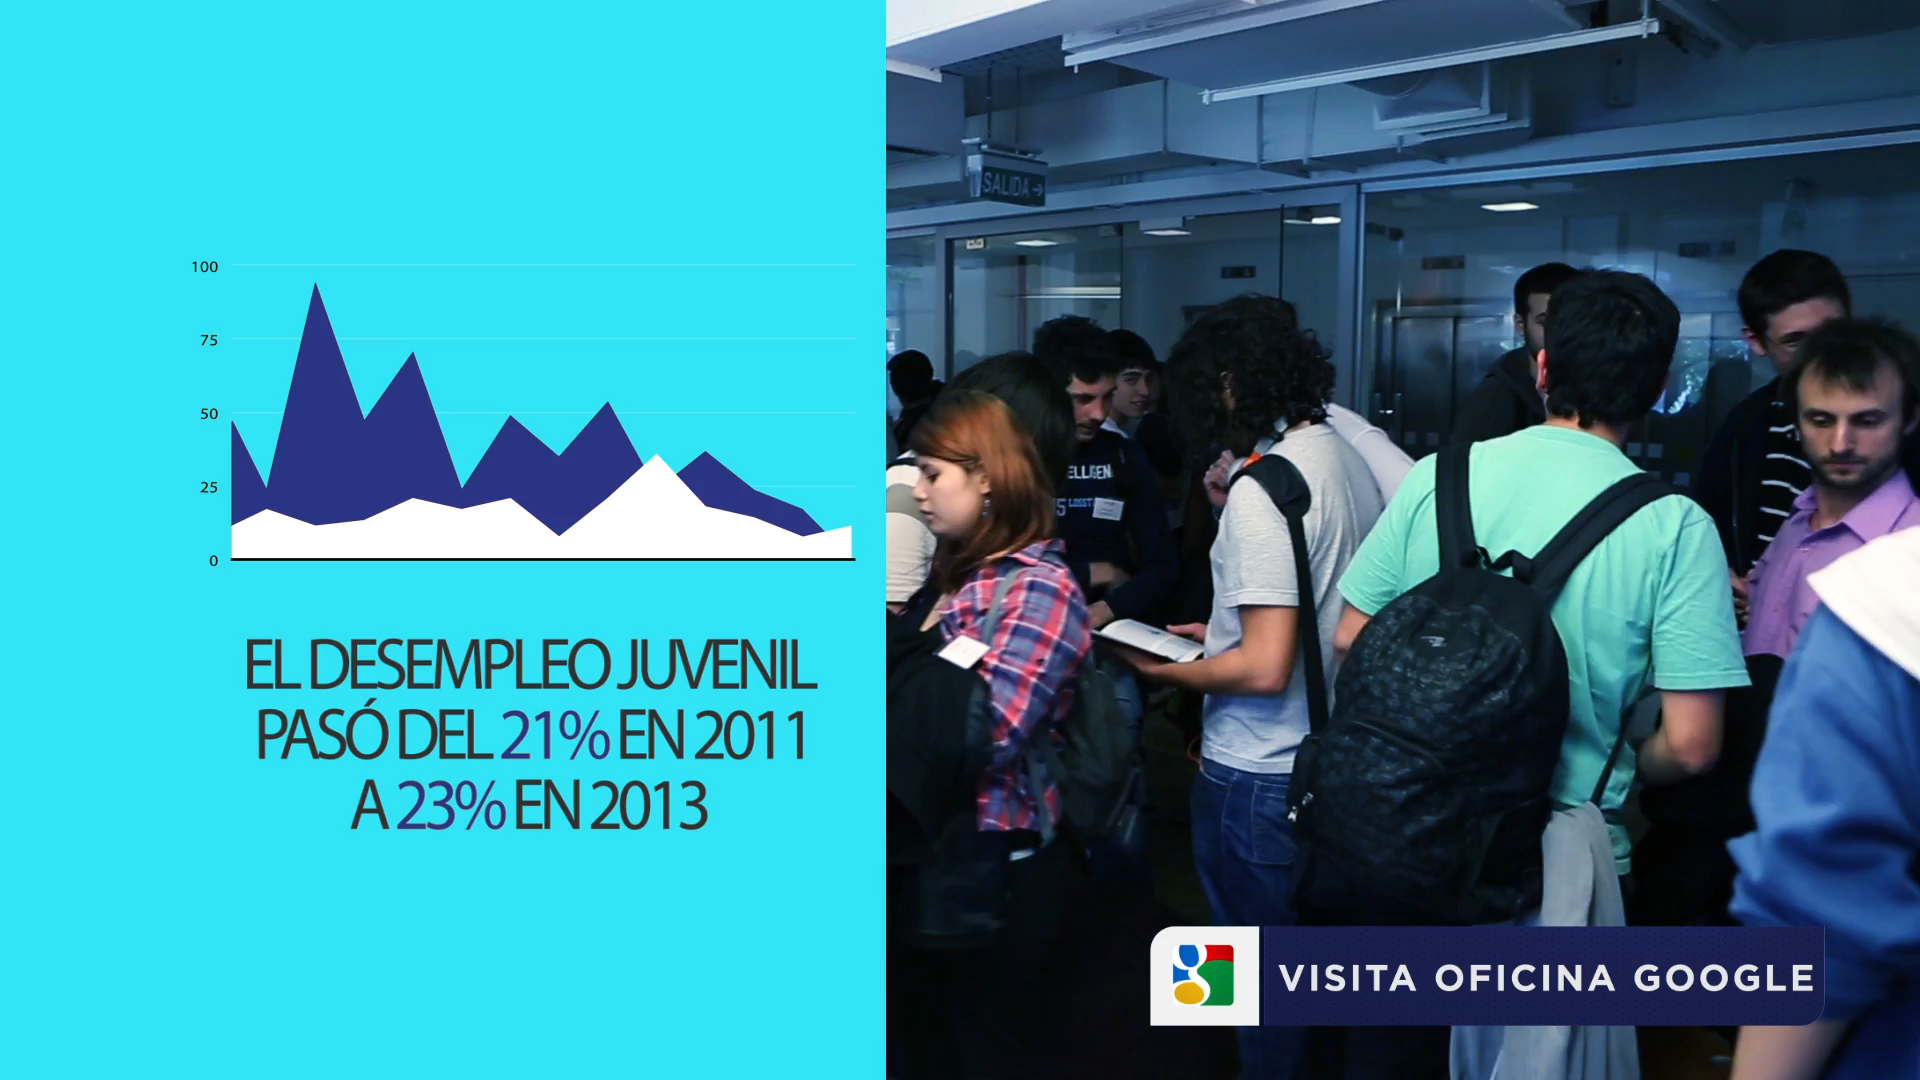 100
75
50
25
0
EL DESEMPLEO JUVENIL
PASÓ DEL 21% EN 2011
A 23% EN 2013
SALIDA →
ELLIGEN
VISITA OFICINA GOOGLE